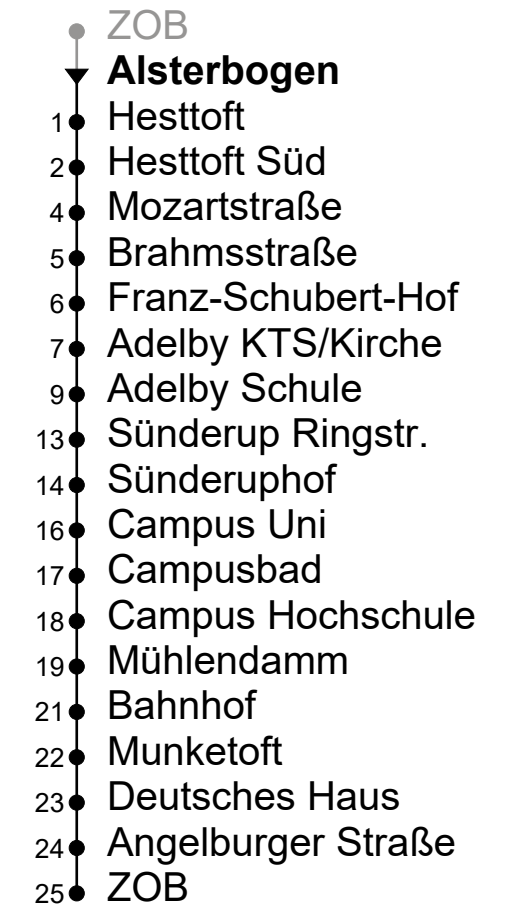 ZOB
Alsterbogen
1 Hesttoft
2 Hesttoft Süd
4 Mozartstraße
5 Brahmsstraße
6 Franz-Schubert-Hof
7 Adelby KTS/Kirche
9 Adelby Schule
13 Sünderup Ringstr.
14 Sünderuphof
16 Campus Uni
17 Campusbad
18 Campus Hochschule
19 Mühlendamm
21 Bahnhof
22 Munketoft
23 Deutsches Haus
24 Angelburger Straße
25 ZOB